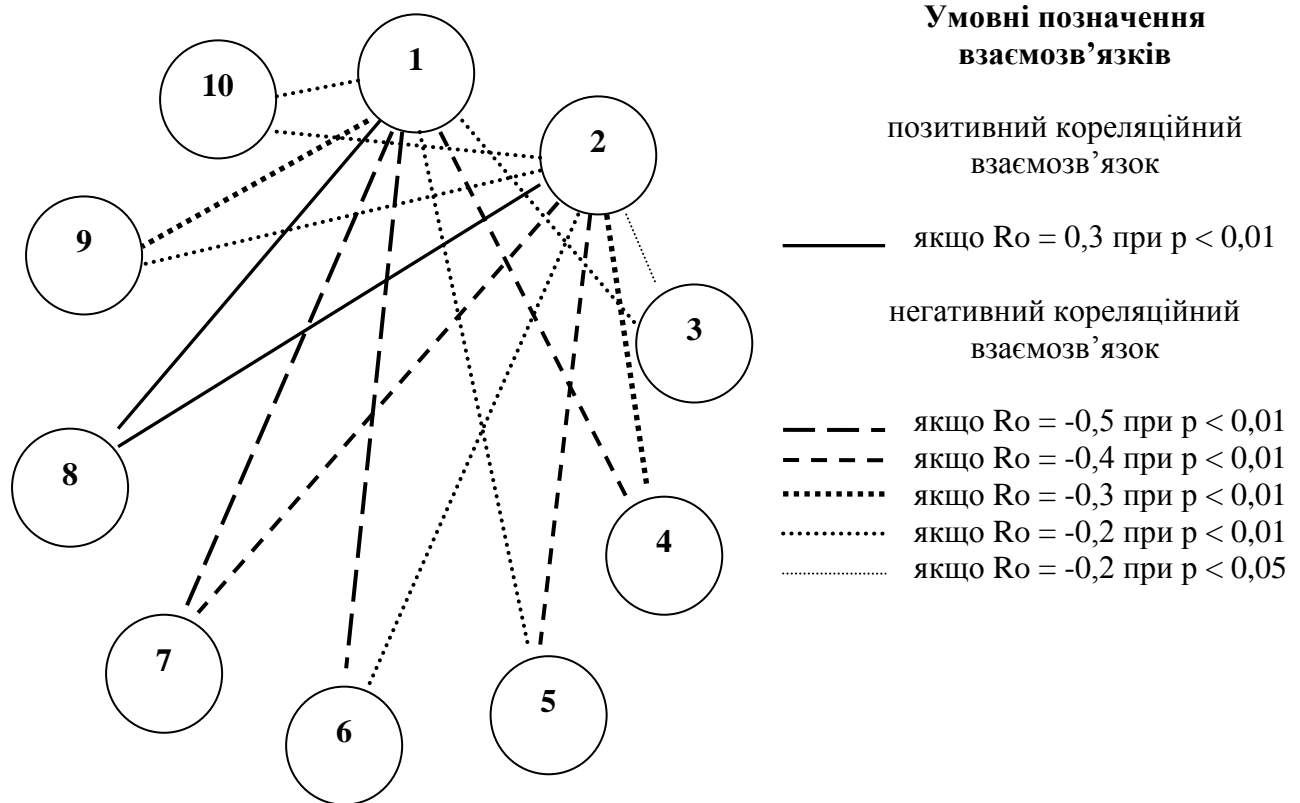 1
10
2
9
3
8
4
7
6
5
Умовні позначення
взаємозв’язків
позитивний кореляційний
взаємозв’язок
якщо Ro = 0,3 при p < 0,01
негативний кореляційний
взаємозв’язок
якщо Ro = -0,5 при p < 0,01
якщо Ro = -0,4 при p < 0,01
якщо Ro = -0,3 при p < 0,01
якщо Ro = -0,2 при p < 0,01
якщо Ro = -0,2 при p < 0,05